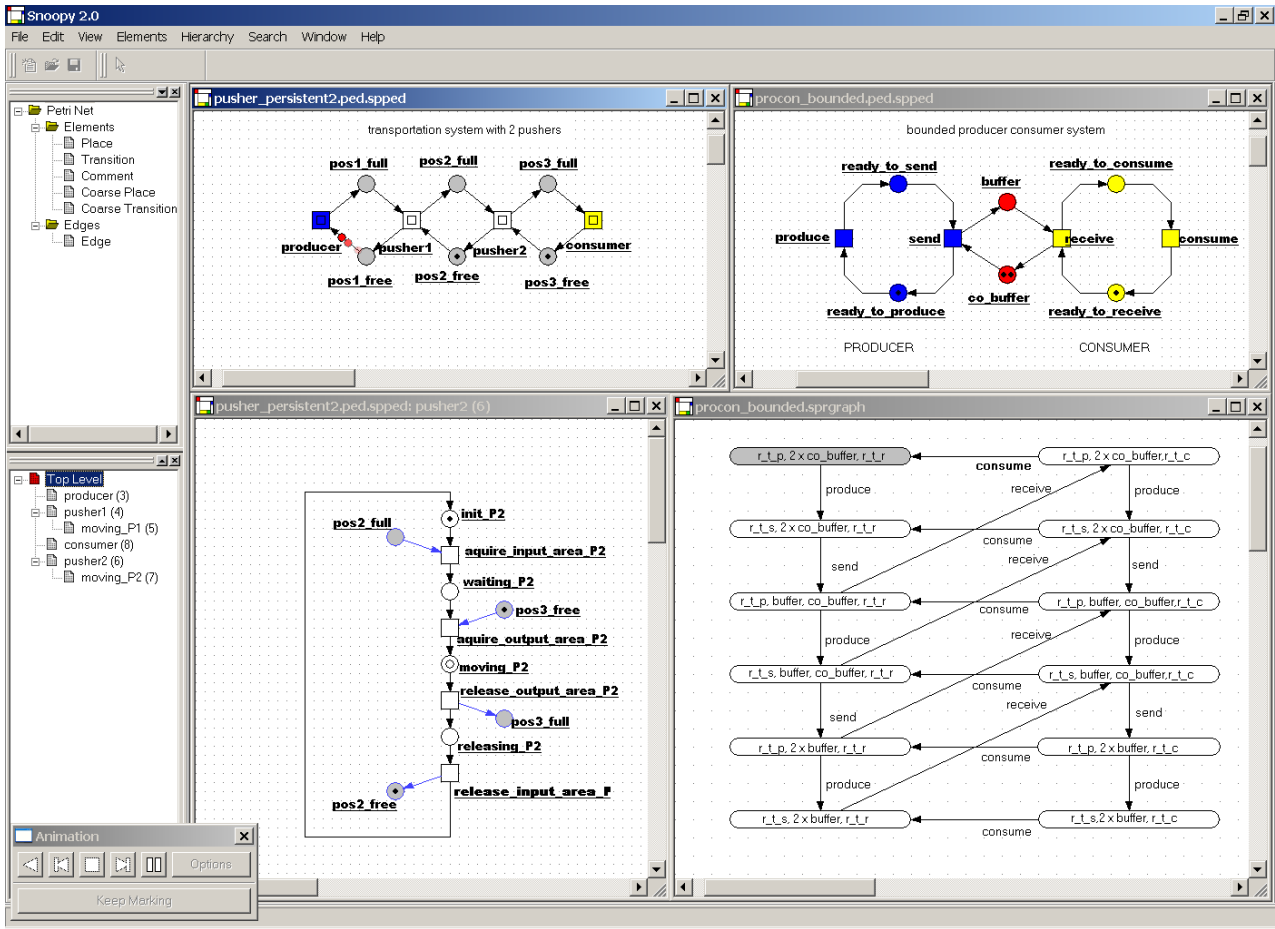 Snoopy 2.0
File Edit View Elements Hierarchy Search Window Help
Petri Net
Elements
Place
Transition
Comment
Coarse Place
Coarse Transition
Edges
Edge
Top Level
producer (3)
pusher1 (4)
moving_P1 (5)
consumer (8)
pusher2 (6)
moving_P2 (7)
Animation
Options
Keep Marking
pusher_persistent2.ped.spped
transportation system with 2 pushers
pos1_full pos2_full pos3_full
producer pusher1 pusher2 consumer
pos1_free pos2_free pos3_free
procon_bounded.ped.spped
bounded producer consumer system
ready_to_send buffer ready_to_consume
produce send receive consume
co_buffer
ready_to_produce ready_to_receive
PRODUCER CONSUMER
pusher_persistent2.ped.spped: pusher2 (6)
init_P2
pos2_full
aquire_input_area_P2
waiting_P2
pos3_free
aquire_output_area_P2
moving_P2
release_output_area_P2
pos3_full
releasing_P2
release_input_area_P
pos2_free
procon_bounded.sprgraph
r_t_p, 2 x co_buffer, r_t_r consume r_t_p, 2 x co_buffer,r_t_c
produce receive produce
r_t_s, 2 x co_buffer, r_t_r consume r_t_s, 2 x co_buffer, r_t_c
send receive send
r_t_p, buffer, co_buffer, r_t_r consume r_t_p, buffer, co_buffer,r_t_c
produce receive produce
r_t_s, buffer, co_buffer, r_t_r consume r_t_s, buffer, co_buffer,r_t_c
send receive send
r_t_p, 2 x buffer, r_t_r consume r_t_p, 2 x buffer, r_t_c
produce produce
r_t_s, 2 x buffer, r_t_r consume r_t_s,2 x buffer, r_t_c